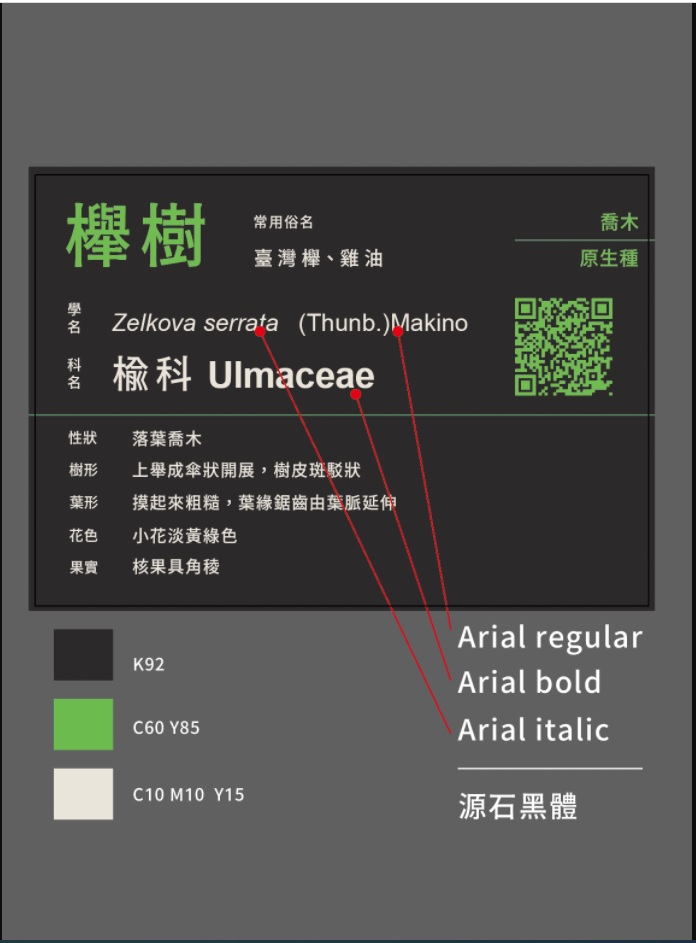 櫸樹
常用俗名
臺灣櫸、雞油
喬木
原生種
學名
Zelkova serrata (Thunb.)Makino
科名
榆科 Ulmaceae
性狀 落葉喬木
樹形 上舉成傘狀開展，樹皮斑駁狀
葉形 摸起來粗糙，葉緣鋸齒由葉脈延伸
花色 小花淡黃綠色
果實 核果具角稜
K92
C60 Y85
C10 M10 Y15
Arial regular
Arial bold
Arial italic
源石黑體